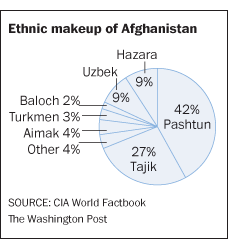 Ethnic makeup of Afghanistan
Hazara
9%
Uzbek
9%
42%
Pashtun
Baloch 2%
Turkmen 3%
Aimak 4%
Other 4%
27%
Tajik
SOURCE: CIA World Factbook
The Washington Post